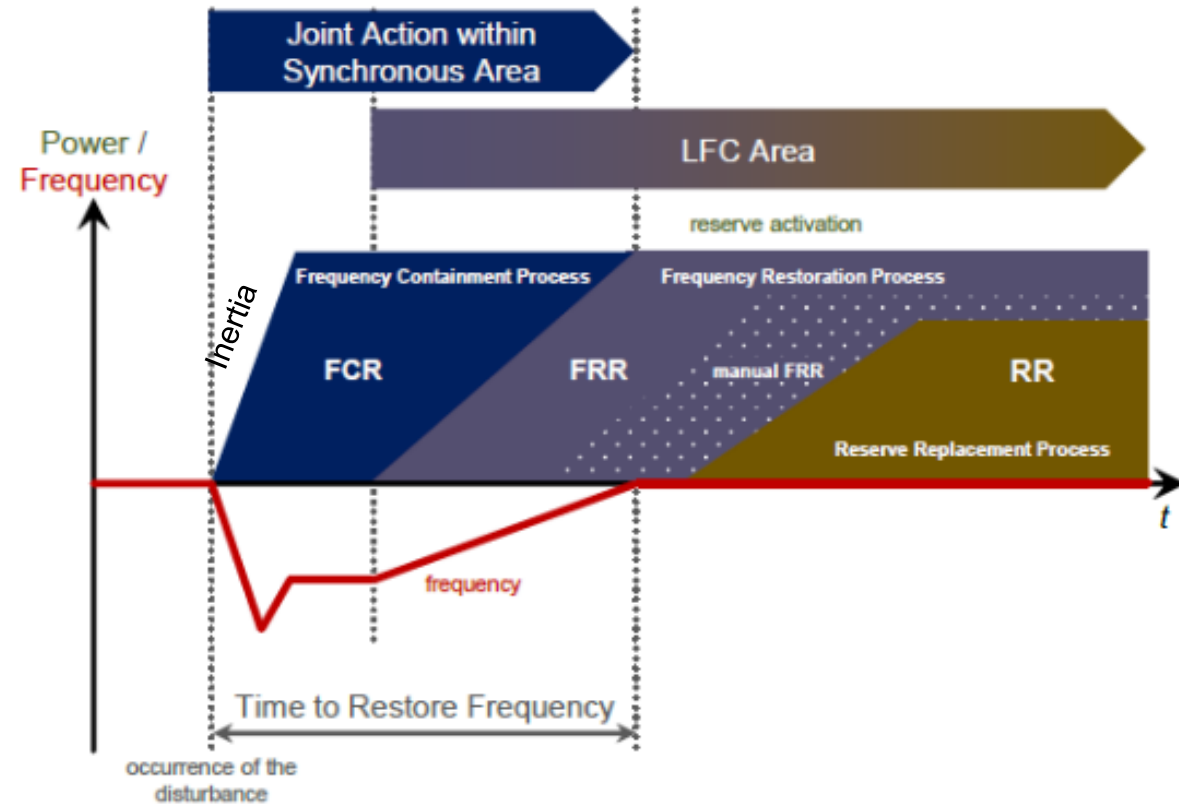 Joint Action within
Synchronous Area
LFC Area
Power /
Frequency
reserve activation
Inertia
Frequency Containment Process
Frequency Restoration Process
FCR
FRR
manual FRR
RR
Reserve Replacement Process
t
frequency
Time to Restore Frequency
occurrence of the
disturbance